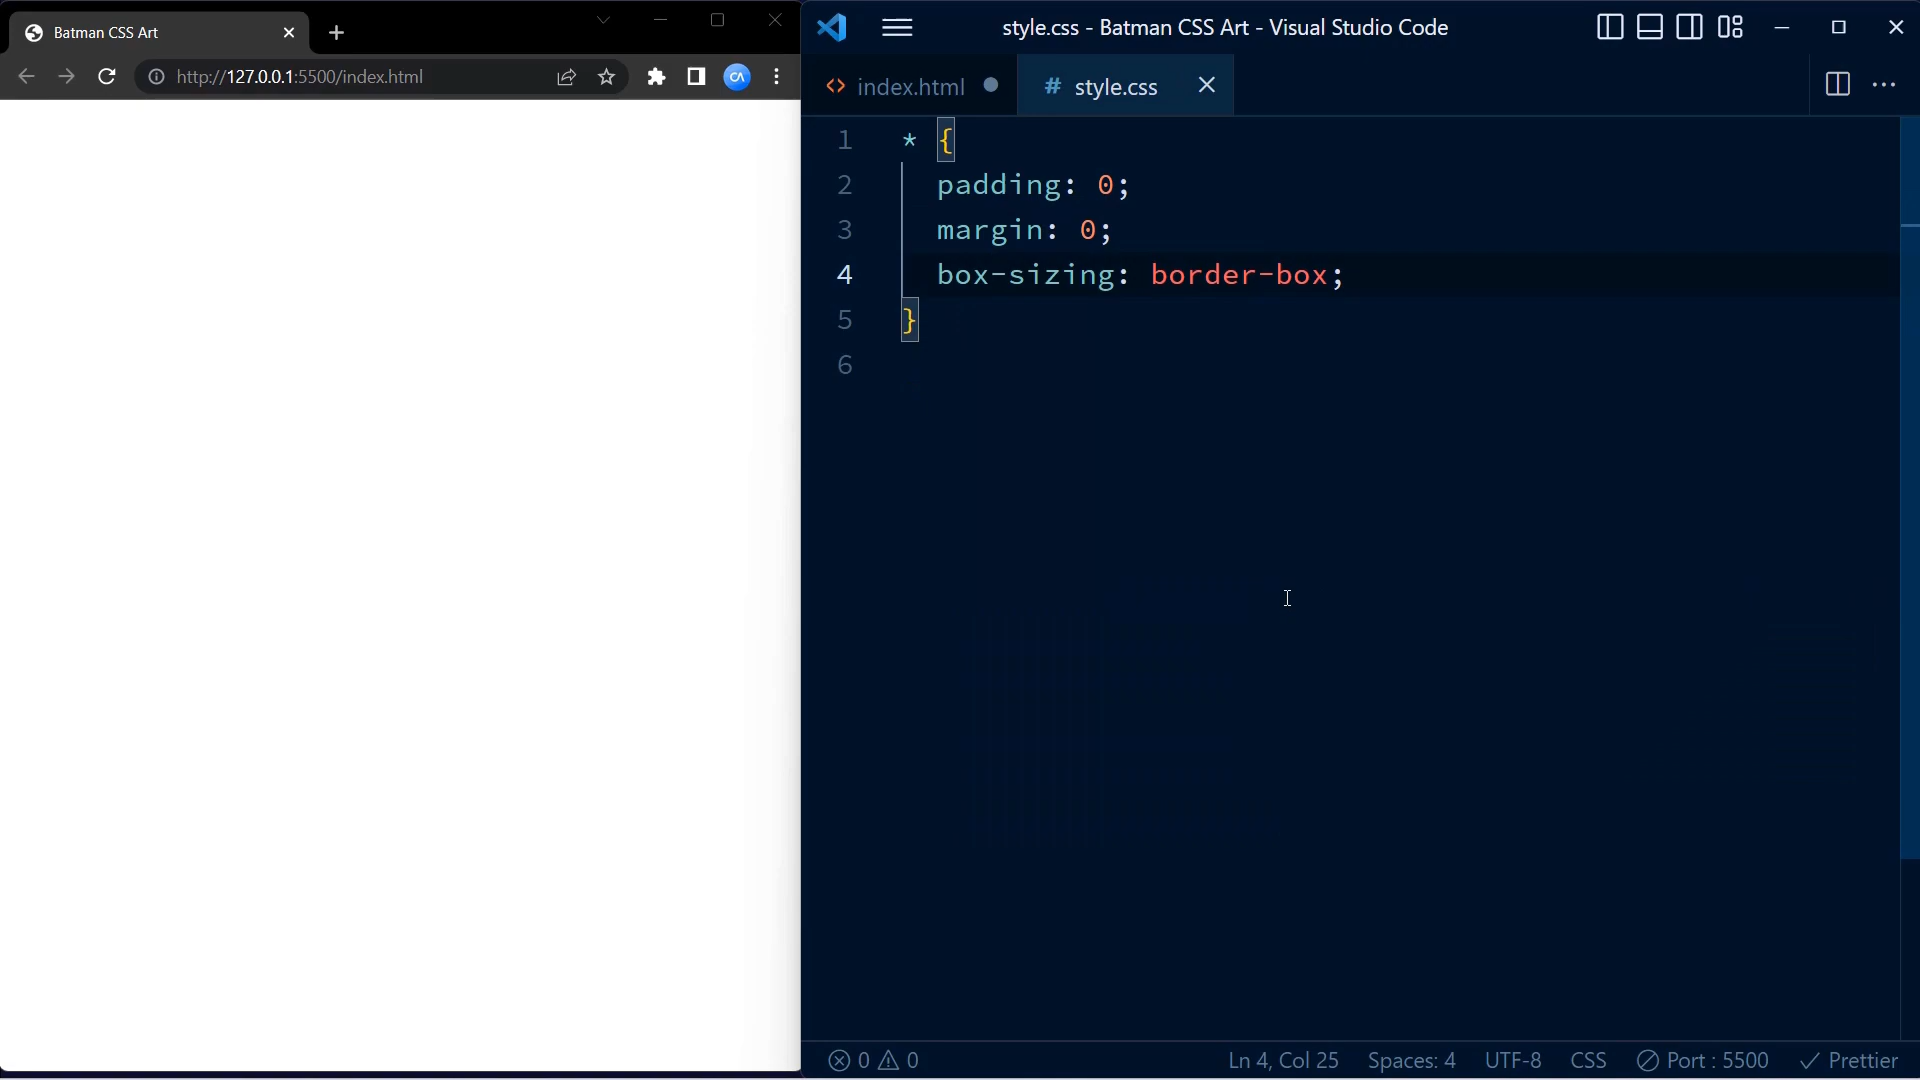 Batman CSS Art
http://127.0.0.1:5500/index.html
CA
style.css - Batman CSS Art - Visual Studio Code
<> index.html
# style.css
1 * {
2 padding: 0;
3 margin: 0;
4 box-sizing: border-box;
5 }
6
0 0
Ln 4, Col 25
Spaces: 4
UTF-8
CSS
Port : 5500
Prettier